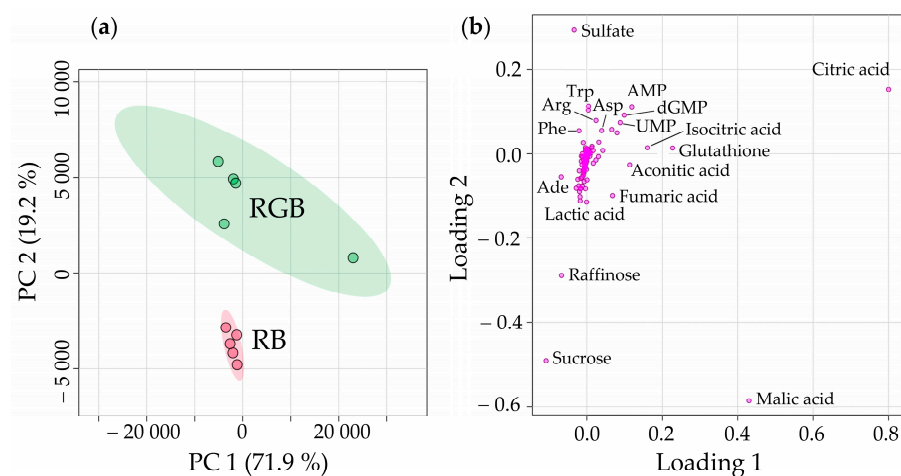 (a)
10 000
5 000
0
− 5 000
PC 2 (19.2 %)
RGB
RB
− 20 000
0
20 000
PC 1 (71.9 %)
(b)
0.2
0.0
− 0.2
− 0.4
− 0.6
Loading 2
Sulfate
Citric acid
Trp
AMP
Arg
Asp
dGMP
Phe
UMP
Isocitric acid
Glutathione
Aconitic acid
Ade
Fumaric acid
Lactic acid
Raffinose
Sucrose
Malic acid
0.0
0.2
0.4
0.6
0.8
Loading 1